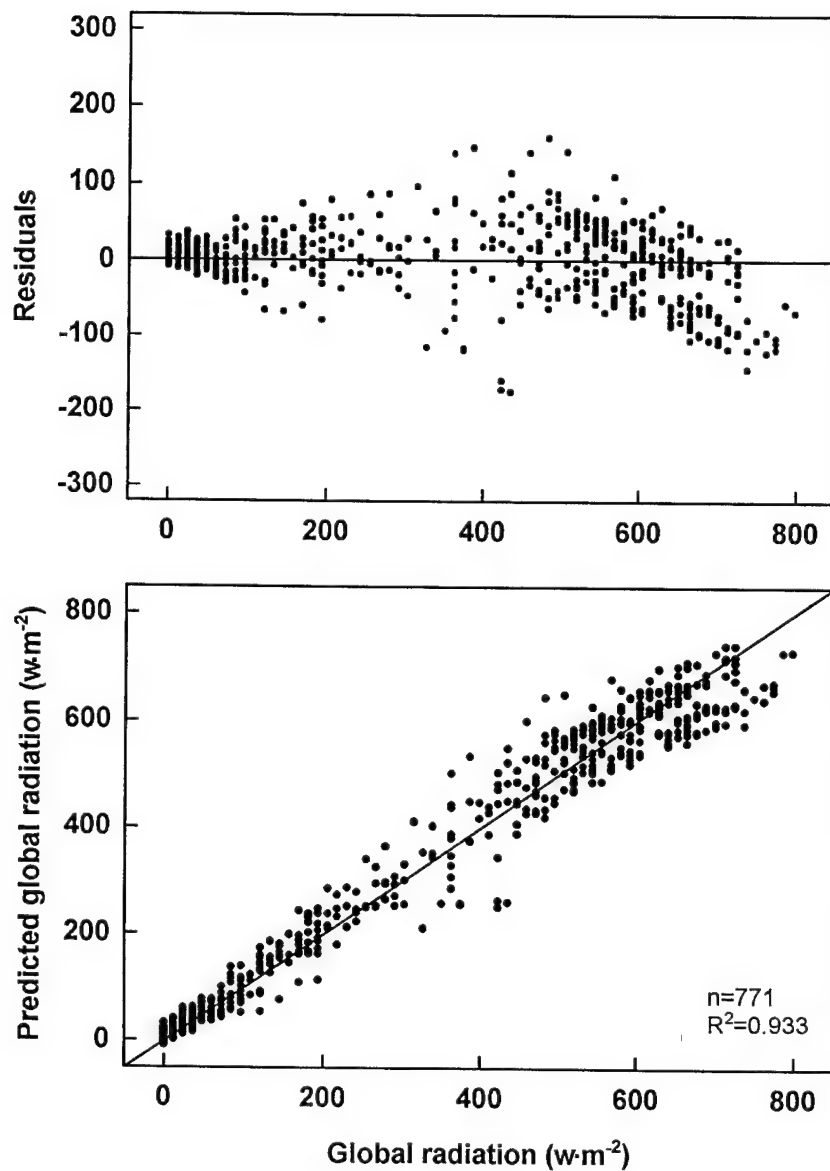 300
200
100
0
-100
-200
-300
Residuals
0 200 400 600 800
800
600
400
200
0
Predicted global radiation (w·m⁻²)
n=771
R²=0.933
0 200 400 600 800
Global radiation (w·m⁻²)